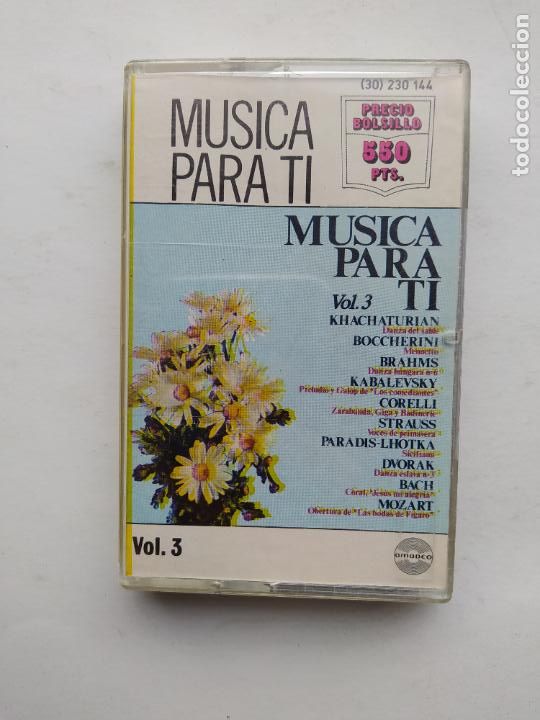 (30) 230 144
MUSICA
PARA TI
PRECIO
BOLSILLO
550
PTS.
MUSICA
PARA
TI
Vol. 3
KHACHATURIAN
Danza del sable
BOCCHERINI
Menuetto
BRAHMS
Danza húngara n.º 6
KABALEVSKY
Preludio y Galop de "Los comediantes"
CORELLI
Zarabanda, Giga y Badinerie
STRAUSS
Voces de primavera
PARADIS-LHOTKA
Siciliana
DVORAK
Danza eslava n.º
BACH
Coral, "Jesús mi alegría"
MOZART
Obertura de "Las bodas de Fígaro"
Vol. 3
amadeo
todocoleccion.net